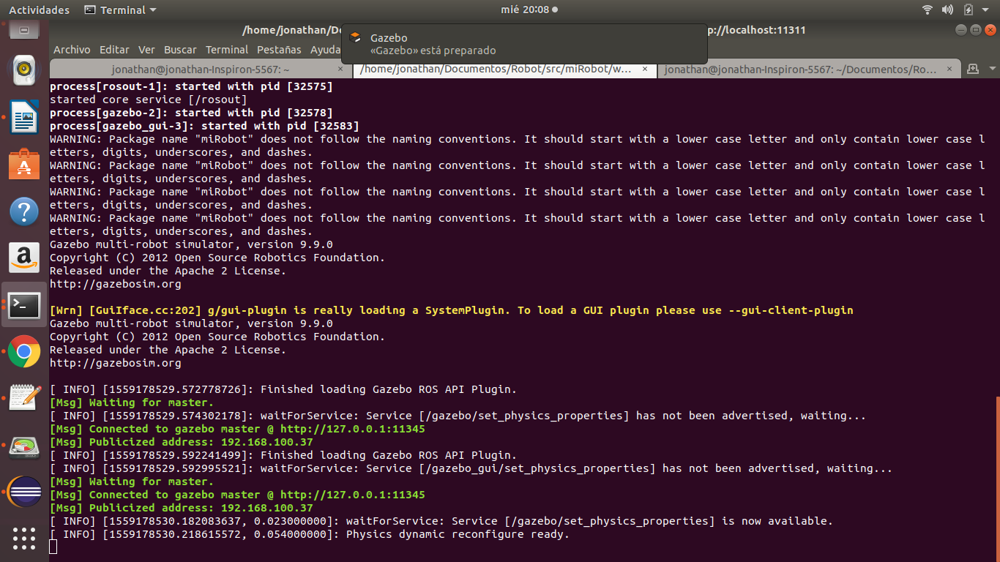 Actividades Terminal mié 20:08
/home/jonathan/Do p://localhost:11311
Gazebo
«Gazebo» está preparado
Archivo Editar Ver Buscar Terminal Pestañas Ayuda
jonathan@jonathan-Inspiron-5567: ~ × /home/jonathan/Documentos/Robot/src/miRobot/w... × jonathan@jonathan-Inspiron-5567: ~/Documentos/Ro... ×
process[rosout-1]: started with pid [32575]
started core service [/rosout]
process[gazebo-2]: started with pid [32578]
process[gazebo_gui-3]: started with pid [32583]
WARNING: Package name "miRobot" does not follow the naming conventions. It should start with a lower case letter and only contain lower case l
etters, digits, underscores, and dashes.
WARNING: Package name "miRobot" does not follow the naming conventions. It should start with a lower case letter and only contain lower case l
etters, digits, underscores, and dashes.
WARNING: Package name "miRobot" does not follow the naming conventions. It should start with a lower case letter and only contain lower case l
etters, digits, underscores, and dashes.
WARNING: Package name "miRobot" does not follow the naming conventions. It should start with a lower case letter and only contain lower case l
etters, digits, underscores, and dashes.
Gazebo multi-robot simulator, version 9.9.0
Copyright (C) 2012 Open Source Robotics Foundation.
Released under the Apache 2 License.
http://gazebosim.org
[Wrn] [GuiIface.cc:202] g/gui-plugin is really loading a SystemPlugin. To load a GUI plugin please use --gui-client-plugin
Gazebo multi-robot simulator, version 9.9.0
Copyright (C) 2012 Open Source Robotics Foundation.
Released under the Apache 2 License.
http://gazebosim.org
[ INFO] [1559178529.572778726]: Finished loading Gazebo ROS API Plugin.
[Msg] Waiting for master.
[ INFO] [1559178529.574302178]: waitForService: Service [/gazebo/set_physics_properties] has not been advertised, waiting...
[Msg] Connected to gazebo master @ http://127.0.0.1:11345
[Msg] Publicized address: 192.168.100.37
[ INFO] [1559178529.592241499]: Finished loading Gazebo ROS API Plugin.
[ INFO] [1559178529.592995521]: waitForService: Service [/gazebo_gui/set_physics_properties] has not been advertised, waiting...
[Msg] Waiting for master.
[Msg] Connected to gazebo master @ http://127.0.0.1:11345
[Msg] Publicized address: 192.168.100.37
[ INFO] [1559178530.182083637, 0.023000000]: waitForService: Service [/gazebo/set_physics_properties] is now available.
[ INFO] [1559178530.218615572, 0.054000000]: Physics dynamic reconfigure ready.